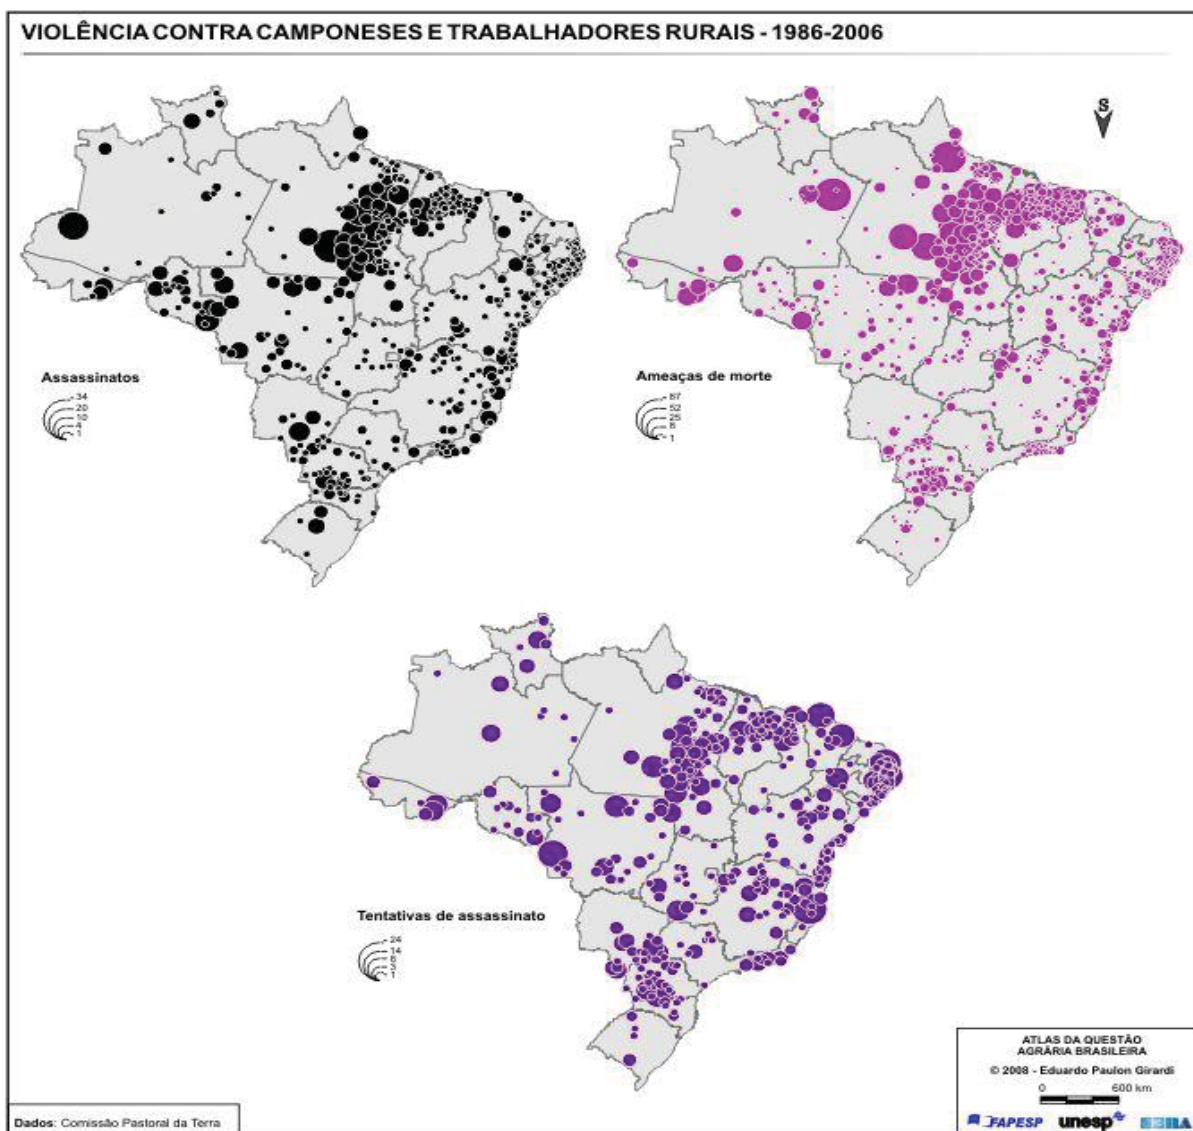 VIOLÊNCIA CONTRA CAMPONESES E TRABALHADORES RURAIS - 1986-2006
S
Assassinatos
34
20
10
4
1
Ameaças de morte
87
52
25
8
1
Tentativas de assassinato
24
14
8
3
1
ATLAS DA QUESTÃO
AGRÁRIA BRASILEIRA
© 2008 - Eduardo Paulon Girardi
0 600 km
FAPESP unesp
Dados: Comissão Pastoral da Terra